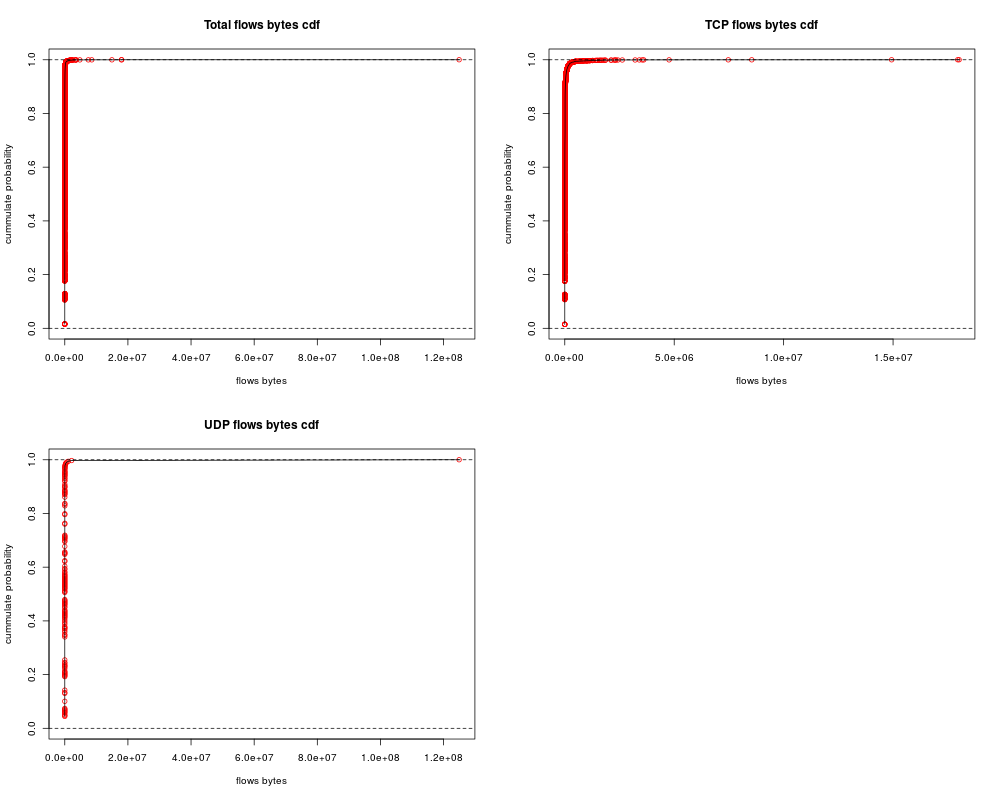 Total flows bytes cdf
cummulate probability
0.0 0.2 0.4 0.6 0.8 1.0
0.0e+00 2.0e+07 4.0e+07 6.0e+07 8.0e+07 1.0e+08 1.2e+08
flows bytes
TCP flows bytes cdf
cummulate probability
0.0 0.2 0.4 0.6 0.8 1.0
0.0e+00 5.0e+06 1.0e+07 1.5e+07
flows bytes
UDP flows bytes cdf
cummulate probability
0.0 0.2 0.4 0.6 0.8 1.0
0.0e+00 2.0e+07 4.0e+07 6.0e+07 8.0e+07 1.0e+08 1.2e+08
flows bytes